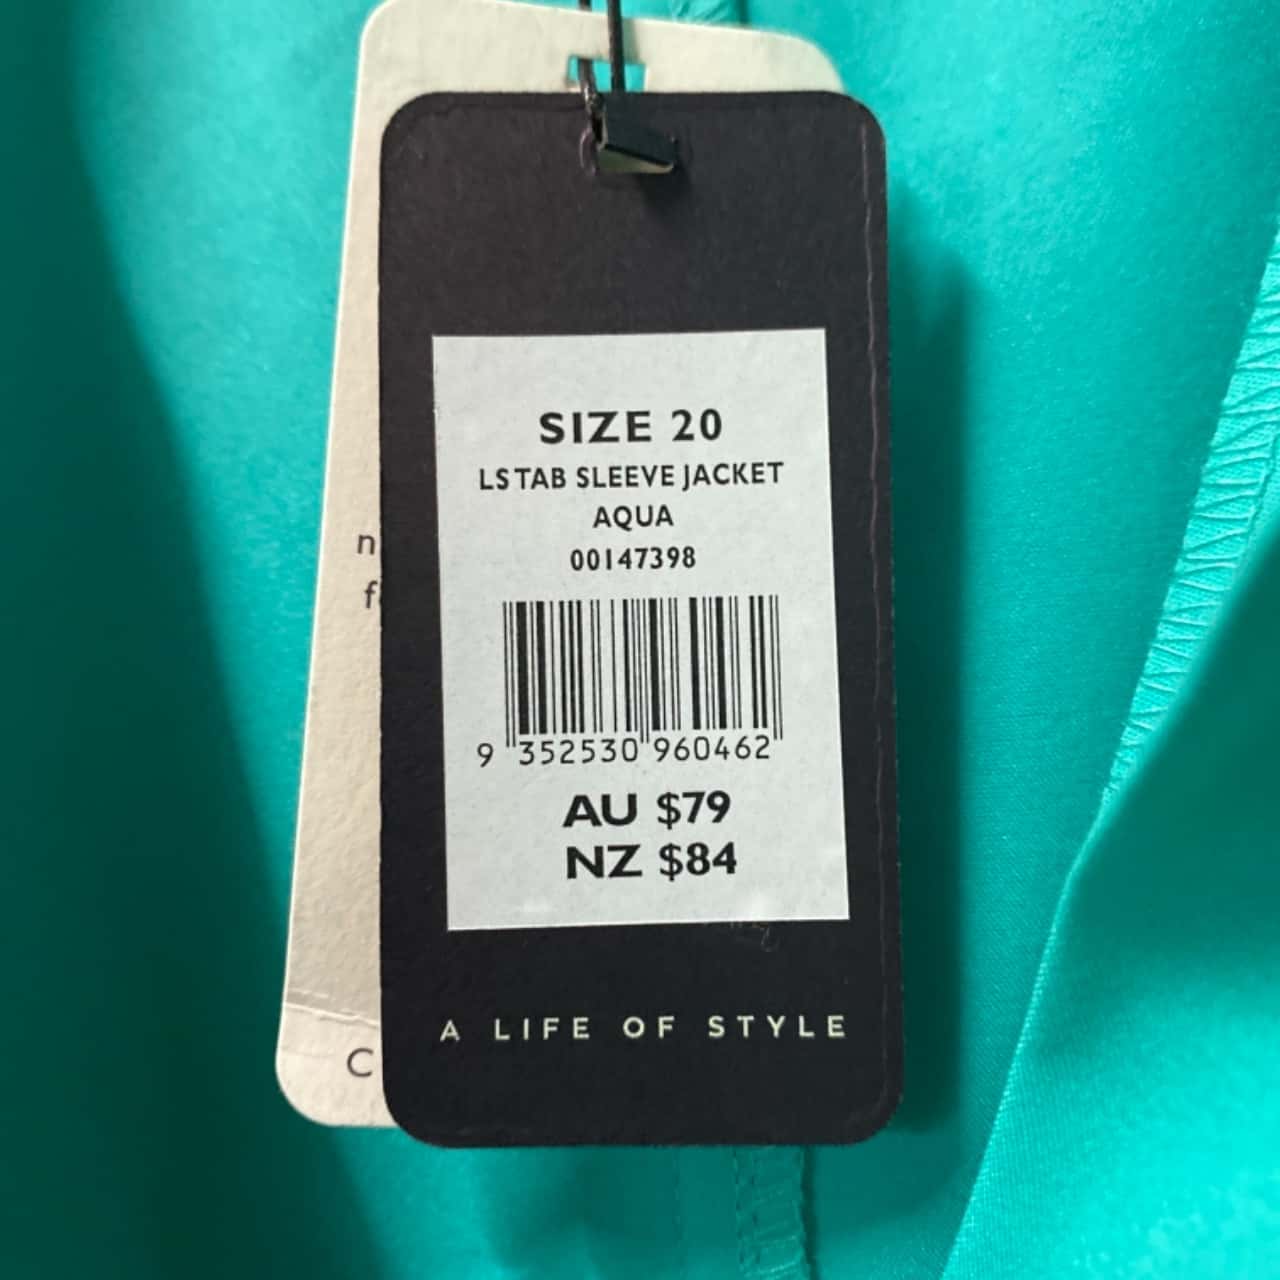 SIZE 20
LS TAB SLEEVE JACKET
AQUA
00147398
9 352530 960462
AU $79
NZ $84
A LIFE OF STYLE